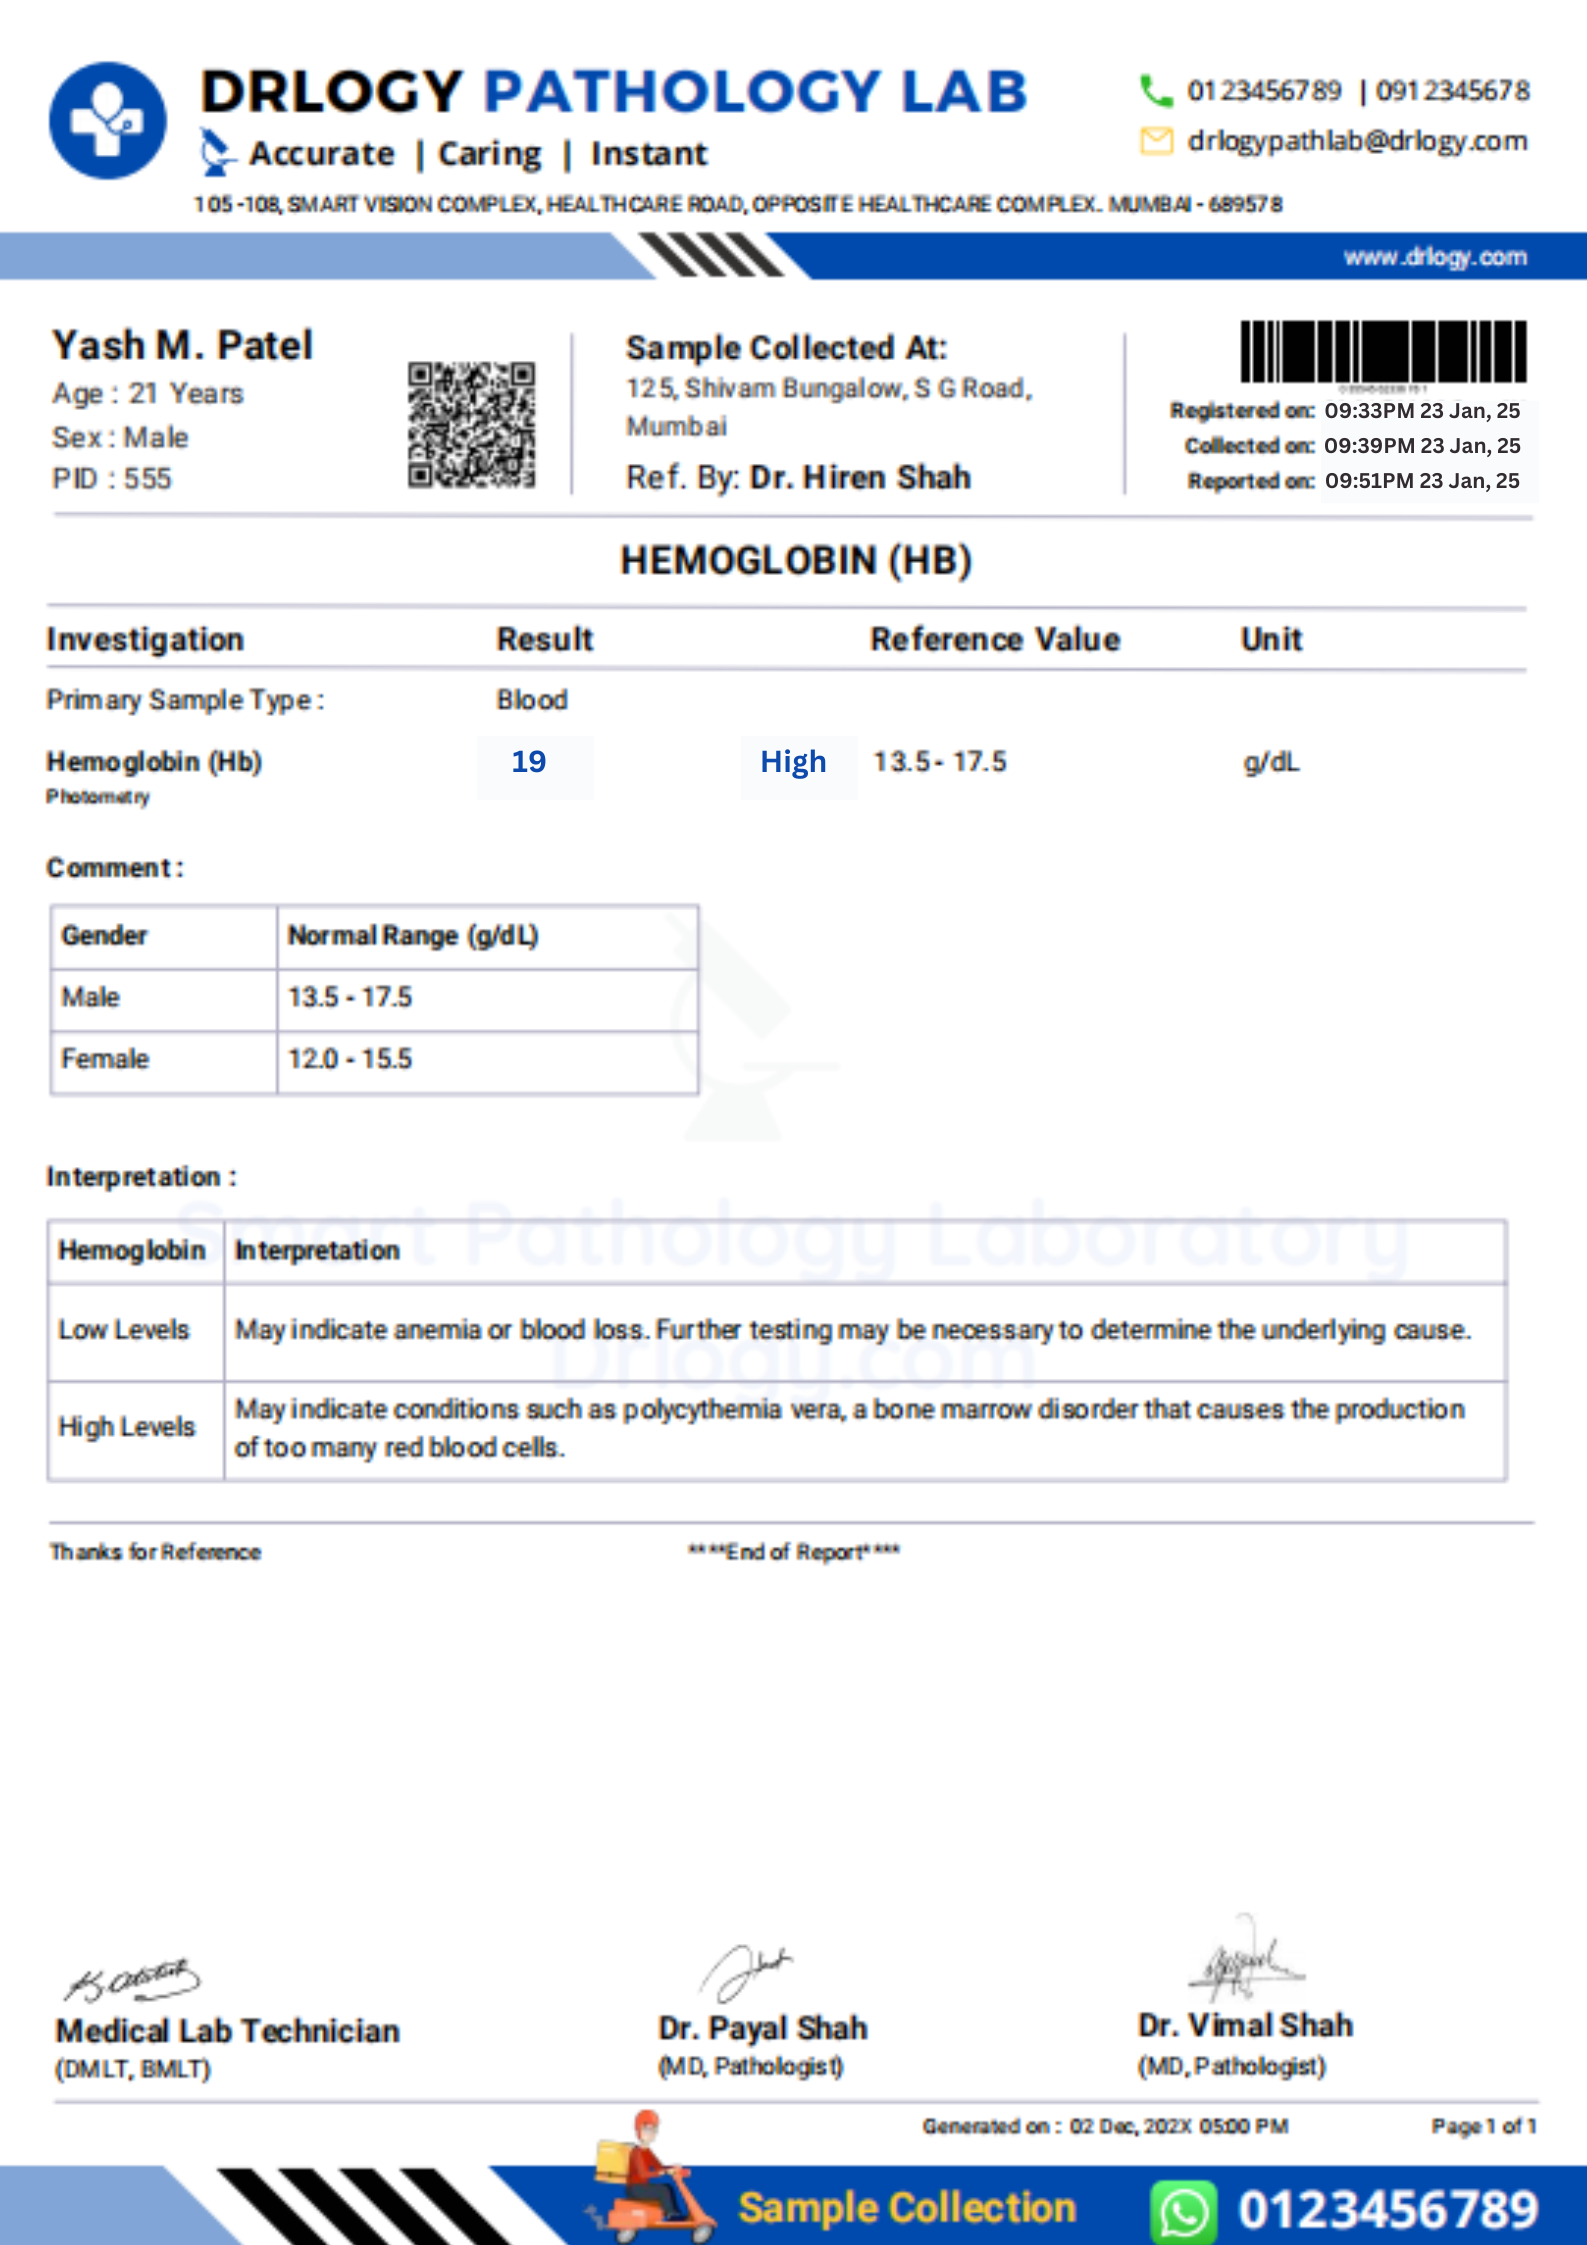 DRLOGY PATHOLOGY LAB
Accurate | Caring | Instant
0123456789 | 0912345678
drlogypathlab@drlogy.com
105 -108, SMART VISION COMPLEX, HEALTHCARE ROAD, OPPOSITE HEALTHCARE COMPLEX. MUMBAI - 689578
www.drlogy.com
Yash M. Patel
Age : 21 Years
Sex : Male
PID : 555
Sample Collected At:
125, Shivam Bungalow, S G Road,
Mumbai
Ref. By: Dr. Hiren Shah
Registered on: 09:33PM 23 Jan, 25
Collected on: 09:39PM 23 Jan, 25
Reported on: 09:51PM 23 Jan, 25
HEMOGLOBIN (HB)
Investigation Result Reference Value Unit
Primary Sample Type : Blood
Hemoglobin (Hb) 19 High 13.5 - 17.5 g/dL
Photometry
Comment :
Gender Normal Range (g/dL)
Male 13.5 - 17.5
Female 12.0 - 15.5
Interpretation :
Smart Pathology Laboratory
Hemoglobin Interpretation
Low Levels May indicate anemia or blood loss. Further testing may be necessary to determine the underlying cause.
Drlogy.com
High Levels May indicate conditions such as polycythemia vera, a bone marrow disorder that causes the production
of too many red blood cells.
Thanks for Reference ****End of Report****
Medical Lab Technician
(DMLT, BMLT)
Dr. Payal Shah
(MD, Pathologist)
Dr. Vimal Shah
(MD, Pathologist)
Generated on : 02 Dec, 202X 05:00 PM Page 1 of 1
Sample Collection 0123456789